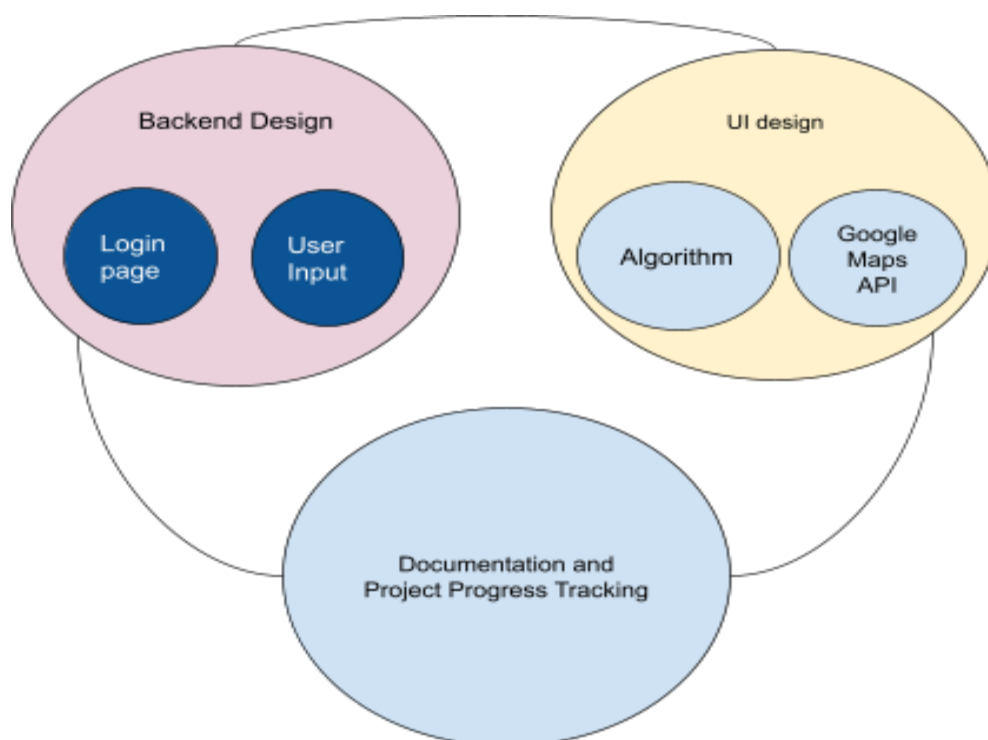 Backend Design
UI design
Login
page
User
Input
Algorithm
Google
Maps
API
Documentation and
Project Progress Tracking